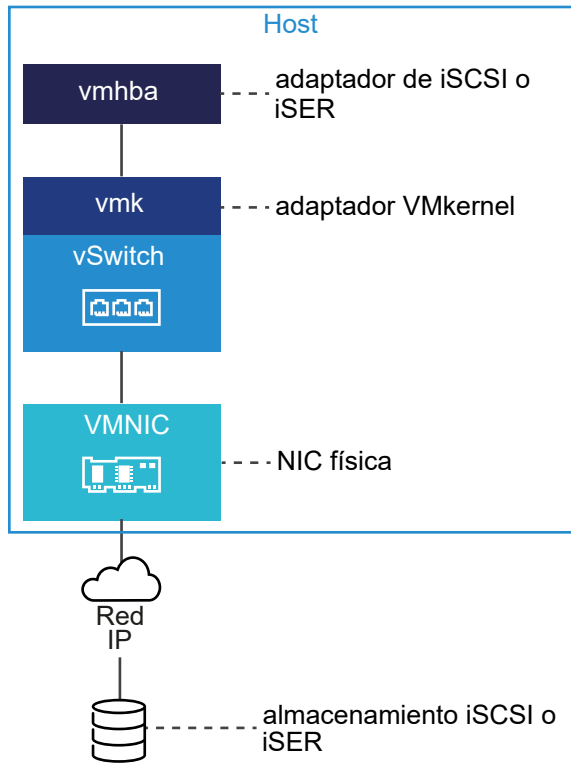 Host
vmhba
adaptador de iSCSI o
iSER
vmk
adaptador VMkernel
vSwitch
VMNIC
NIC física
Red
IP
almacenamiento iSCSI o
iSER